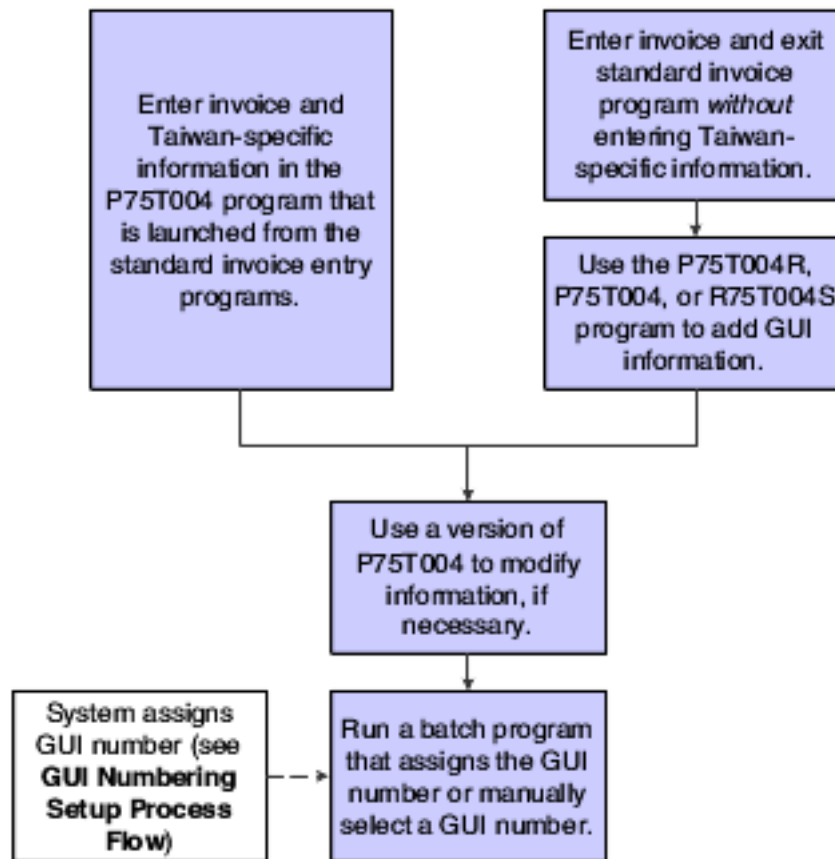 Enter invoice and
Taiwan-specific
information in the
P75T004 program that
is launched from the
standard invoice entry
programs.
Enter invoice and exit
standard invoice
program without
entering Taiwan-
specific information.
Use the P75T004R,
P75T004, or R75T004S
program to add GUI
information.
Use a version of
P75T004 to modify
information, if
necessary.
System assigns
GUI number (see
GUI Numbering
Setup Process
Flow)
Run a batch program
that assigns the GUI
number or manually
select a GUI number.